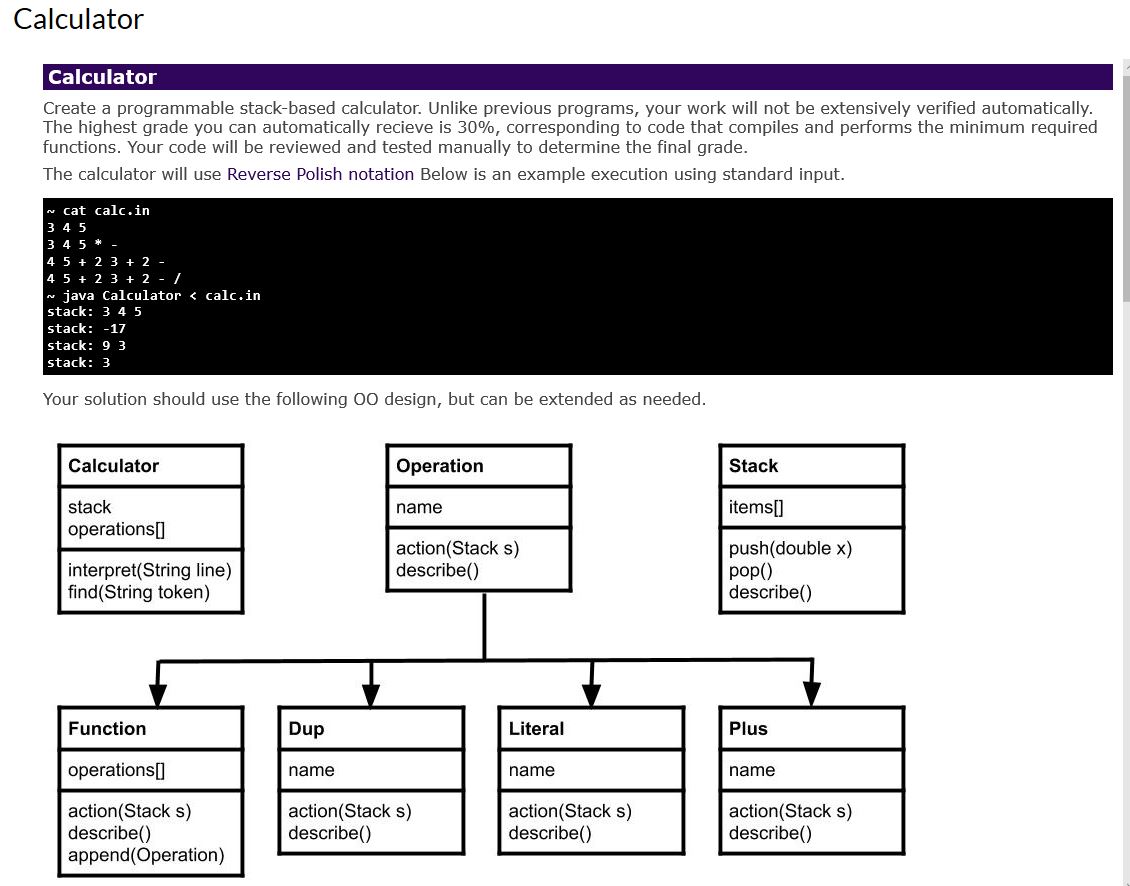 Calculator
Calculator
Create a programmable stack-based calculator. Unlike previous programs, your work will not be extensively verified automatically.
The highest grade you can automatically recieve is 30%, corresponding to code that compiles and performs the minimum required
functions. Your code will be reviewed and tested manually to determine the final grade.
The calculator will use Reverse Polish notation Below is an example execution using standard input.
~ cat calc.in
3 4 5
3 4 5 * -
4 5 + 2 3 + 2 -
4 5 + 2 3 + 2 - /
~ java Calculator < calc.in
stack: 3 4 5
stack: -17
stack: 9 3
stack: 3
Your solution should use the following OO design, but can be extended as needed.
Calculator
stack
operations[]
interpret(String line)
find(String token)
Operation
name
action(Stack s)
describe()
Stack
items[]
push(double x)
pop()
describe()
Function
operations[]
action(Stack s)
describe()
append(Operation)
Dup
name
action(Stack s)
describe()
Literal
name
action(Stack s)
describe()
Plus
name
action(Stack s)
describe()